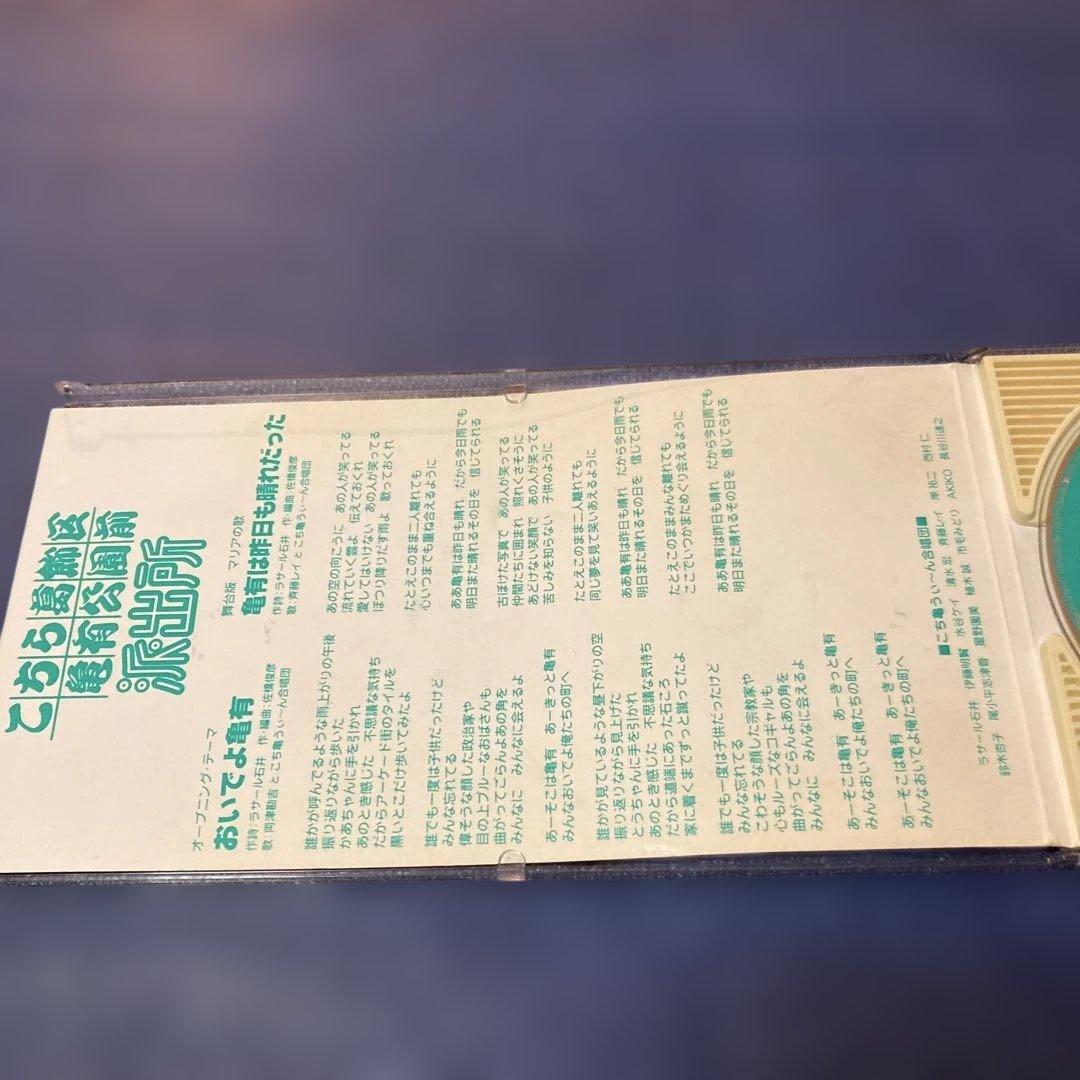 こちら葛飾区
亀有公園前
派出所
オープニング・テーマ
おいでよ亀有
作詩:ラサール石井 作・編曲:佐橋俊彦
歌:両津勘吉 と こち亀うぃ〜ん合唱団
誰かが呼んでるような雨上がりの午後
振り返りながら歩いた
かあちゃんに手を引かれ
あのとき感じた 不思議な気持ち
だからアーケード街のタイルを
黒いとこだけ歩いてみたよ
誰でも一度は子供だったけど
みんな忘れてる
偉そうな顔した政治家や
目の上ブルーなおばさんも
曲がってごらんよあの角を
みんなに会えるよ
あーそこは亀有 あーきっと亀有
みんなおいでよ俺たちの町へ
誰かが見ているような昼下がりの空
振り返りながら見上げた
とうちゃんに手を引かれ
あのとき感じた 不思議な気持ち
だから道端にあった石ころ
家に着くまでずっと蹴ってたよ
誰でも一度は子供だったけど
みんな忘れてる
こわそうな顔した宗教家や
心もルーズなコギャルも
曲がってごらんよあの角を
みんなに みんなに会えるよ
あーそこは亀有 あーきっと亀有
みんなおいでよ俺たちの町へ
あーそこは亀有 あーきっと亀有
みんなおいでよ俺たちの町へ
舞台版 マリアの歌
亀有は昨日も晴れだった
作詩:ラサール石井 作・編曲:佐橋俊彦
歌:斉藤レイ と こち亀うぃ〜ん合唱団
あの空の向こうに あの人が笑ってる
流れていく雲よ 伝えておくれ
愛してはいけない あの人が笑ってる
ぽつり降りだす雨よ 歌っておくれ
たとえこのまま二人離れても
心いつまでも重ね合えるように
ああ亀有は昨日も晴れ だから今日雨でも
明日また晴れるその日を 信じてられる
古ぼけた写真で あの人が笑ってる
仲間たちに囲まれ 照れくさそうに
あどけない笑顔で あの人が笑ってる
苦しみを知らない 子供のように
たとえこのまま二人離れても
同じ夢を見て笑いあえるように
ああ亀有は昨日も晴れ だから今日雨でも
明日また晴れるその日を 信じてられる
たとえこのままみんな離れても
ここでいつかまためぐり会えるように
ああ亀有は昨日も晴れ だから今日雨でも
明日また晴れるその日を 信じてられる
■こち亀うぃ〜ん合唱団■
ラサール石井 伊藤明賢 水谷ケイ 清水 宏 斉藤レイ 岸 祐二 西村 仁
鈴木杏子 尾小平志津香 星野園美 植木 誠 市毛みどり AKIKO 長谷川達之